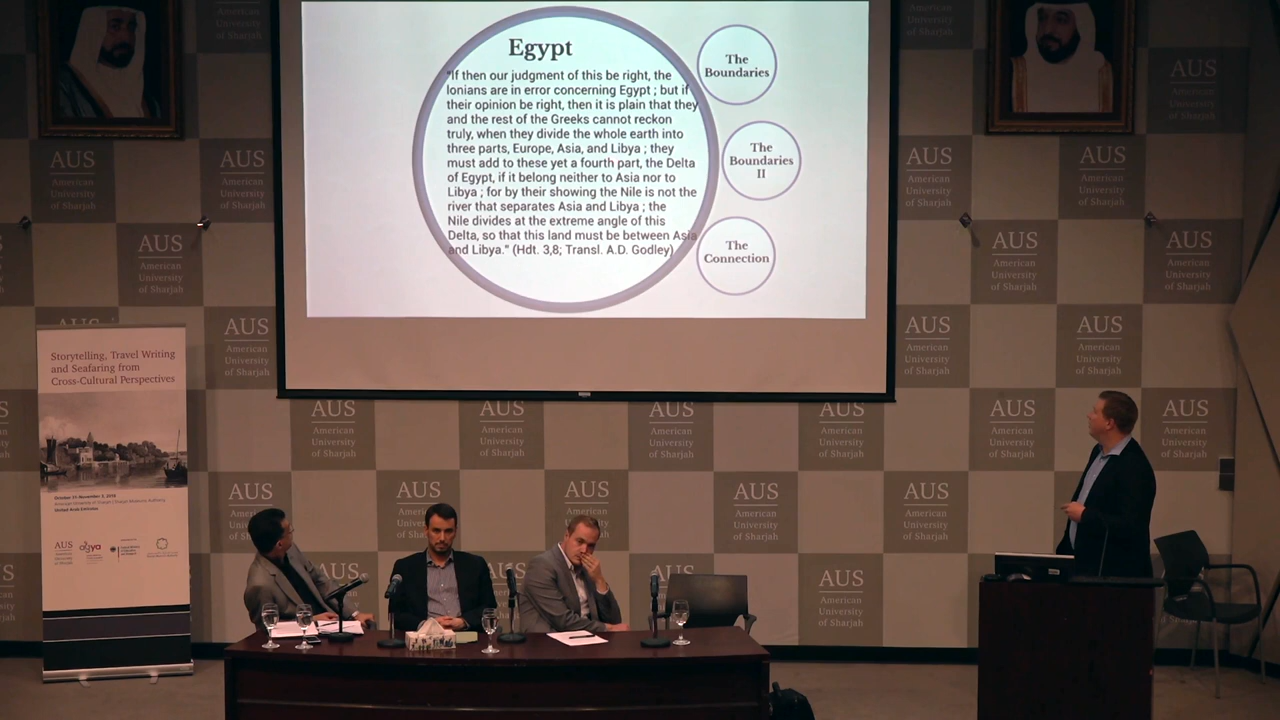 Egypt
"If then our judgment of this be right, the
Ionians are in error concerning Egypt ; but if
their opinion be right, then it is plain that they
and the rest of the Greeks cannot reckon
truly, when they divide the whole earth into
three parts, Europe, Asia, and Libya ; they
must add to these yet a fourth part, the Delta
of Egypt, if it belong neither to Asia nor to
Libya ; for by their showing the Nile is not the
river that separates Asia and Libya ; the
Nile divides at the extreme angle of this
Delta, so that this land must be between Asia
and Libya." (Hdt. 3,8; Transl. A.D. Godley)
The
Boundaries
The
Boundaries
II
The
Connection
Storytelling, Travel Writing
and Seafaring from
Cross-Cultural Perspectives
United Arab Emirates
AUS
agya
AUS
American
University
of Sharjah